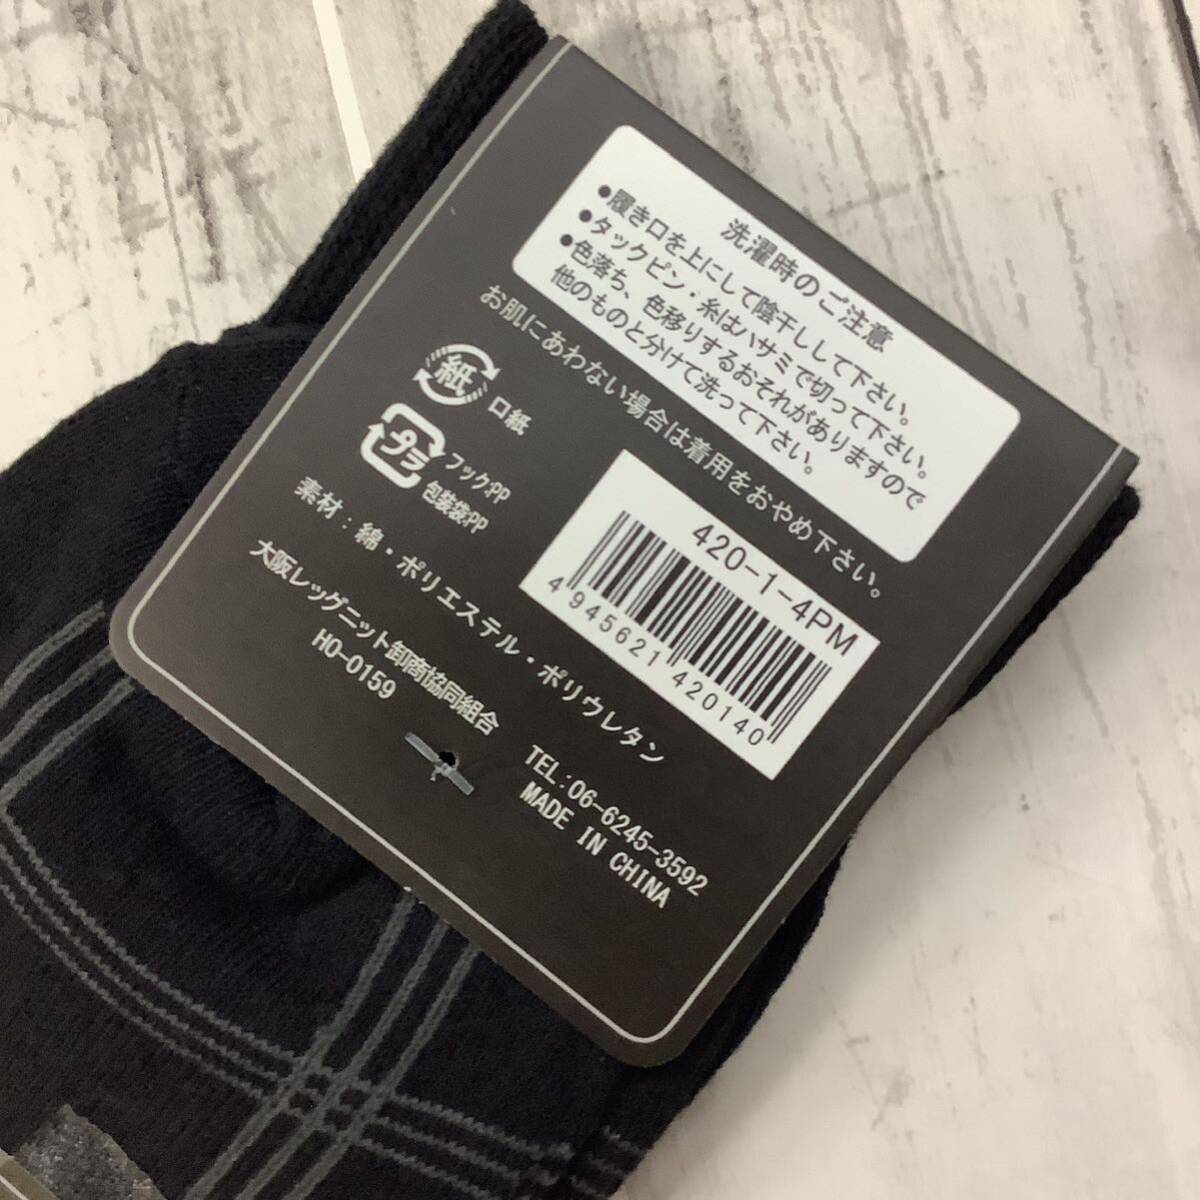 洗濯時のご注意
●履き口を上にして陰干しして下さい。
●タックピン・糸はハサミで切って下さい。
●色落ち、色移りするおそれがありますので
他のものと分けて洗って下さい。
お肌にあわない場合は着用をおやめ下さい。
紙
口紙
プラ
フック:PP
包装袋:PP
420-1-4PM
4 945621 420140
素材：綿・ポリエステル・ポリウレタン
大阪レッグニット卸商協同組合
HO-0159
TEL:06-6245-3592
MADE IN CHINA